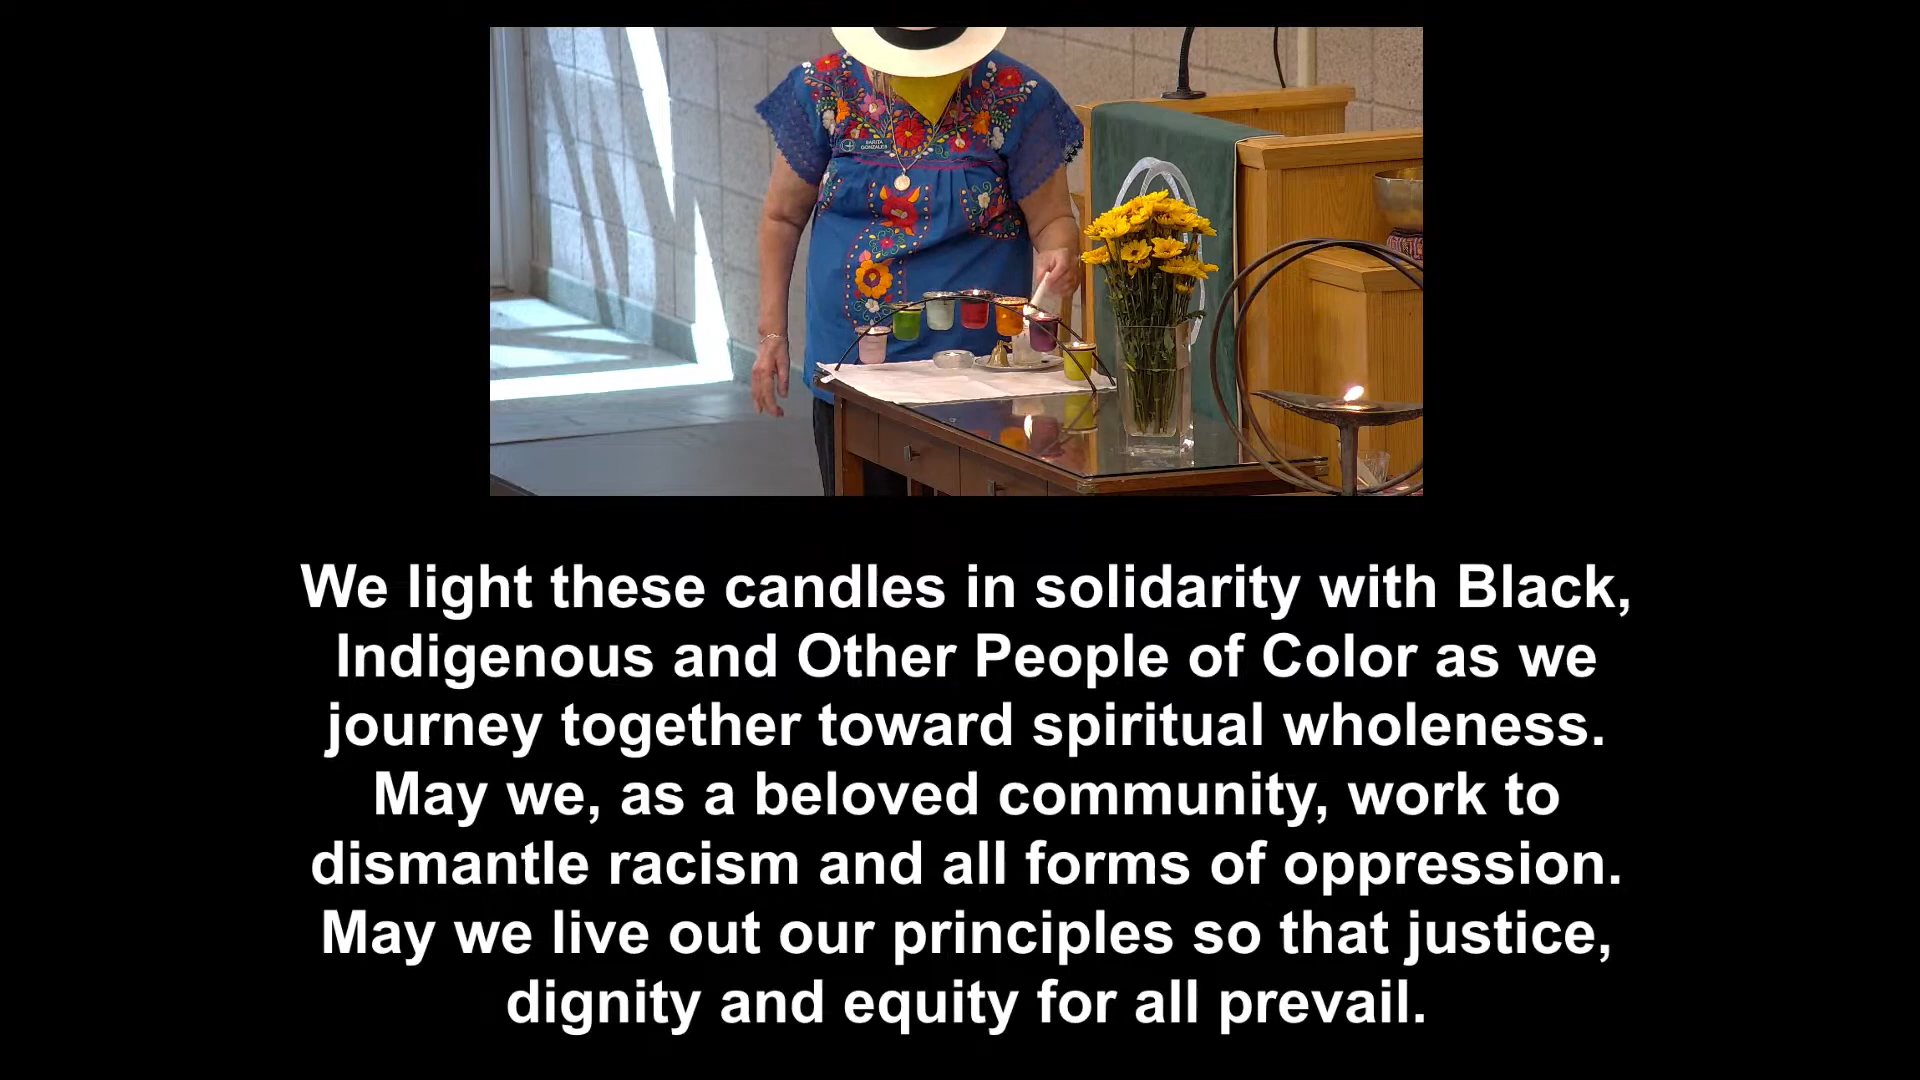 SARITA
GONZALES
We light these candles in solidarity with Black,
Indigenous and Other People of Color as we
journey together toward spiritual wholeness.
May we, as a beloved community, work to
dismantle racism and all forms of oppression.
May we live out our principles so that justice,
dignity and equity for all prevail.